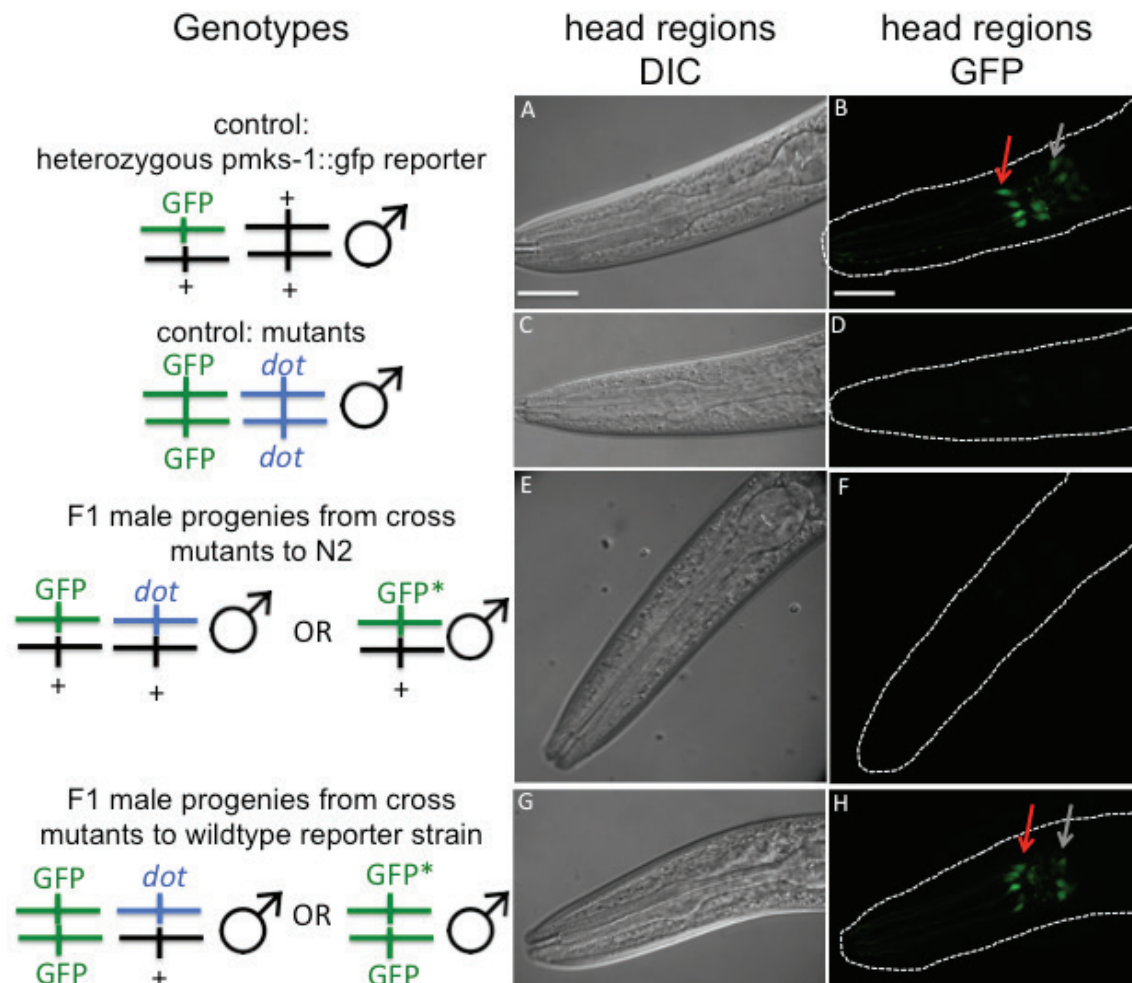 Genotypes
head regions
DIC
head regions
GFP
control:
heterozygous pmks-1::gfp reporter
GFP
+
+
+
A
B
control: mutants
GFP
dot
GFP
dot
C
D
F1 male progenies from cross
mutants to N2
GFP
dot
OR
GFP*
+
+
+
E
F
F1 male progenies from cross
mutants to wildtype reporter strain
GFP
dot
OR
GFP*
GFP
+
GFP
G
H